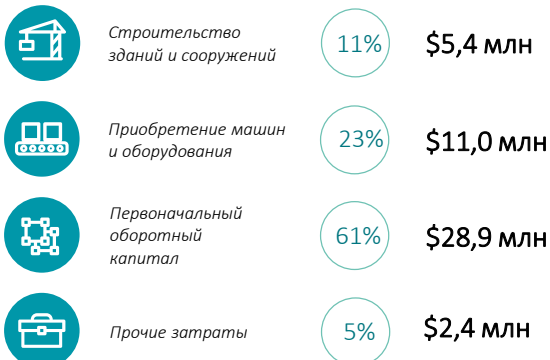 Строительство
зданий и сооружений
11%
$5,4 млн
Приобретение машин
и оборудования
23%
$11,0 млн
Первоначальный
оборотный
капитал
61%
$28,9 млн
Прочие затраты
5%
$2,4 млн